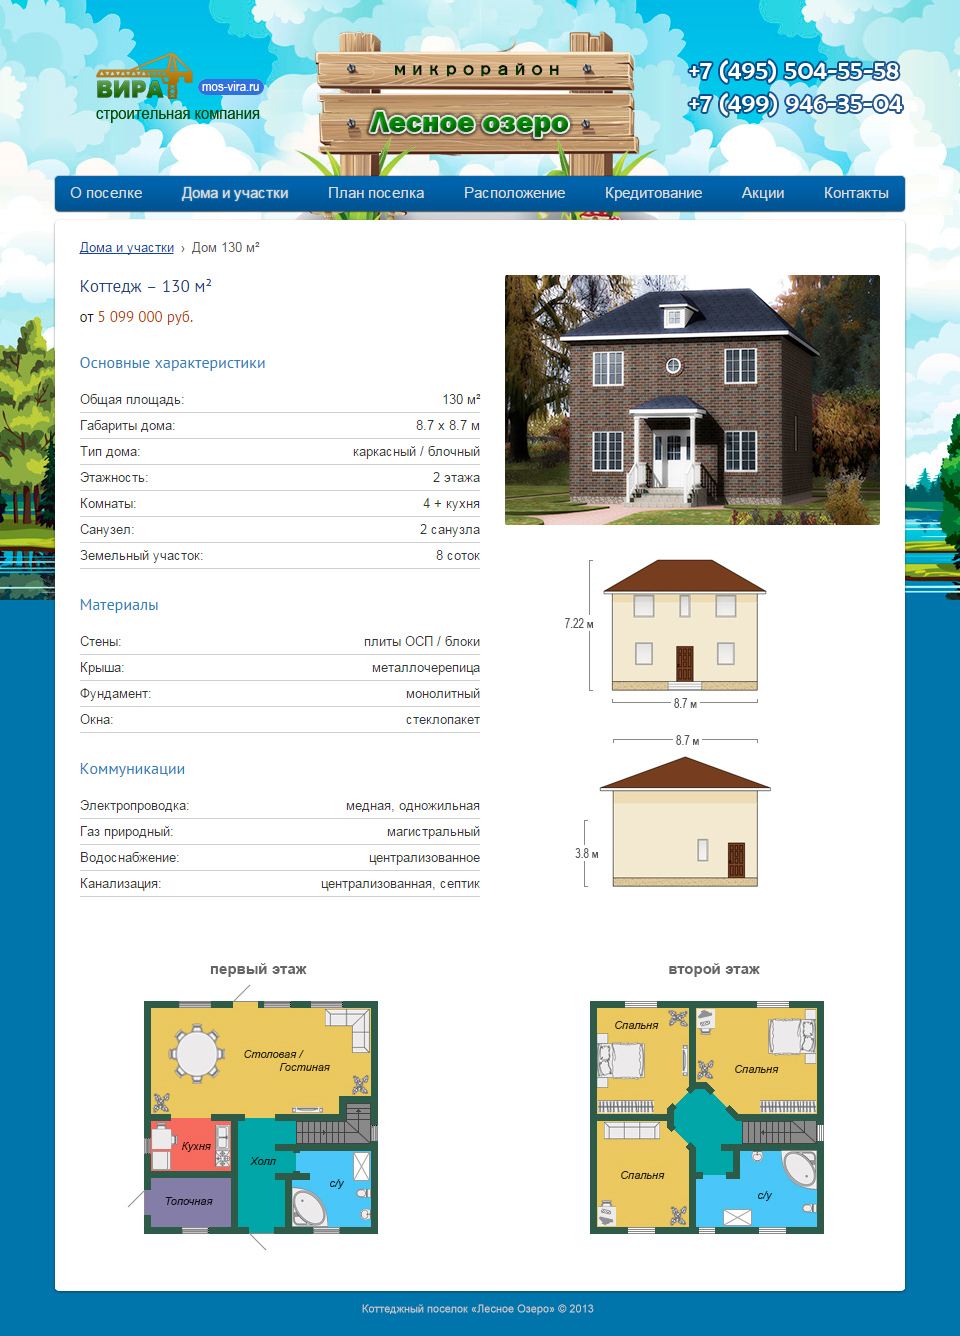 ВИРА
mos-vira.ru
строительная компания
микрорайон
Лесное озеро
+7 (495) 504-55-58
+7 (499) 946-35-04
О поселке Дома и участки План поселка Расположение Кредитование Акции Контакты
Дома и участки › Дом 130 м²
Коттедж – 130 м²
от 5 099 000 руб.
Основные характеристики
Общая площадь: 130 м²
Габариты дома: 8.7 x 8.7 м
Тип дома: каркасный / блочный
Этажность: 2 этажа
Комнаты: 4 + кухня
Санузел: 2 санузла
Земельный участок: 8 соток
Материалы
Стены: плиты ОСП / блоки
Крыша: металлочерепица
Фундамент: монолитный
Окна: стеклопакет
Коммуникации
Электропроводка: медная, одножильная
Газ природный: магистральный
Водоснабжение: централизованное
Канализация: централизованная, септик
7.22 м
8.7 м
8.7 м
3.8 м
первый этаж
Столовая /
Гостиная
Кухня
Холл
Топочная
с/у
второй этаж
Спальня
Спальня
Спальня
с/у
Коттеджный поселок «Лесное Озеро» © 2013